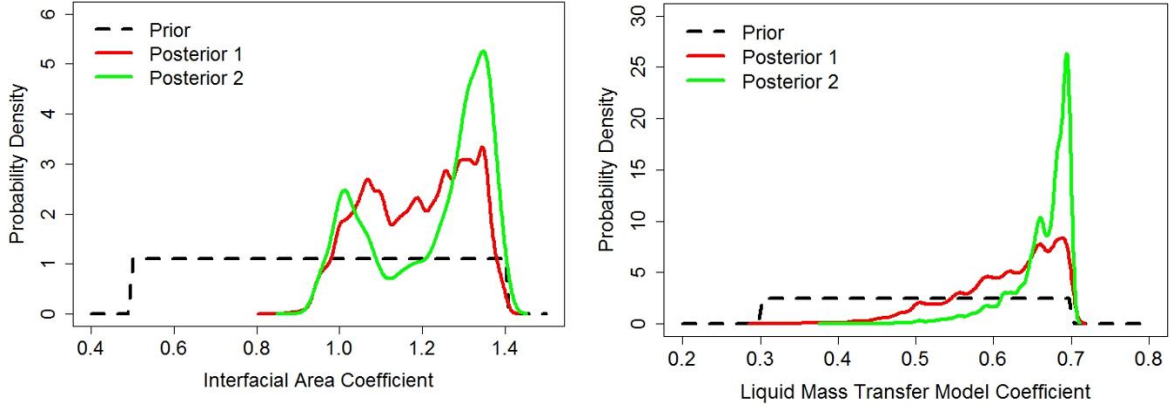 Probability Density
6
5
4
3
2
1
0
Prior
Posterior 1
Posterior 2
0.4 0.6 0.8 1.0 1.2 1.4
Interfacial Area Coefficient
Probability Density
30
25
20
15
10
5
0
Prior
Posterior 1
Posterior 2
0.2 0.3 0.4 0.5 0.6 0.7 0.8
Liquid Mass Transfer Model Coefficient